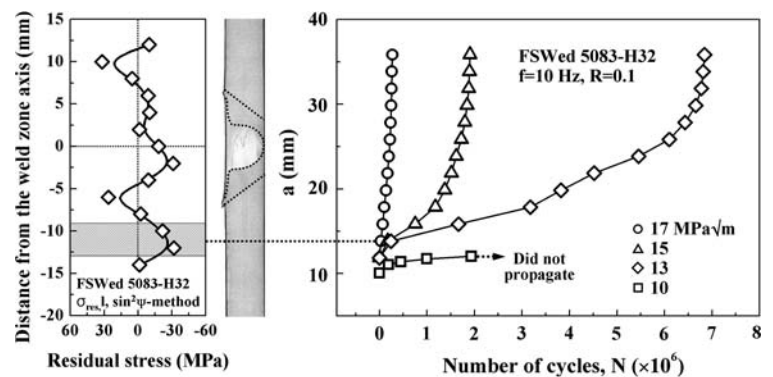 Distance from the weld zone axis (mm)
15
10
5
0
-5
-10
-15
-20
FSWed 5083-H32
σres,l, sin²ψ-method
60 30 0 -30 -60
Residual stress (MPa)
a (mm)
40
30
20
10
FSWed 5083-H32
f=10 Hz, R=0.1
17 MPa√m
15
13
10
Did not
propagate
0 1 2 3 4 5 6 7 8
Number of cycles, N (×10⁶)